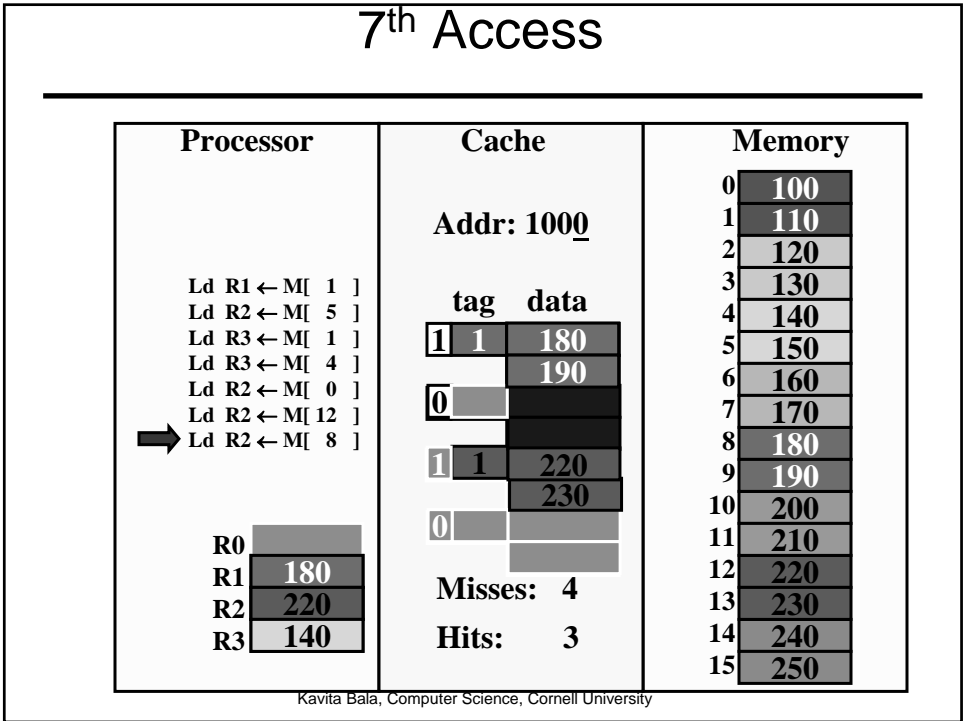 7th Access
Processor
Cache
Memory
Addr: 1000
Ld R1 ← M[ 1 ]
Ld R2 ← M[ 5 ]
Ld R3 ← M[ 1 ]
Ld R3 ← M[ 4 ]
Ld R2 ← M[ 0 ]
Ld R2 ← M[ 12 ]
Ld R2 ← M[ 8 ]
R0
R1 180
R2 220
R3 140
tag data
1 1 180
190
0
1 1 220
230
0
Misses: 4
Hits: 3
0 100
1 110
2 120
3 130
4 140
5 150
6 160
7 170
8 180
9 190
10 200
11 210
12 220
13 230
14 240
15 250
Kavita Bala, Computer Science, Cornell University